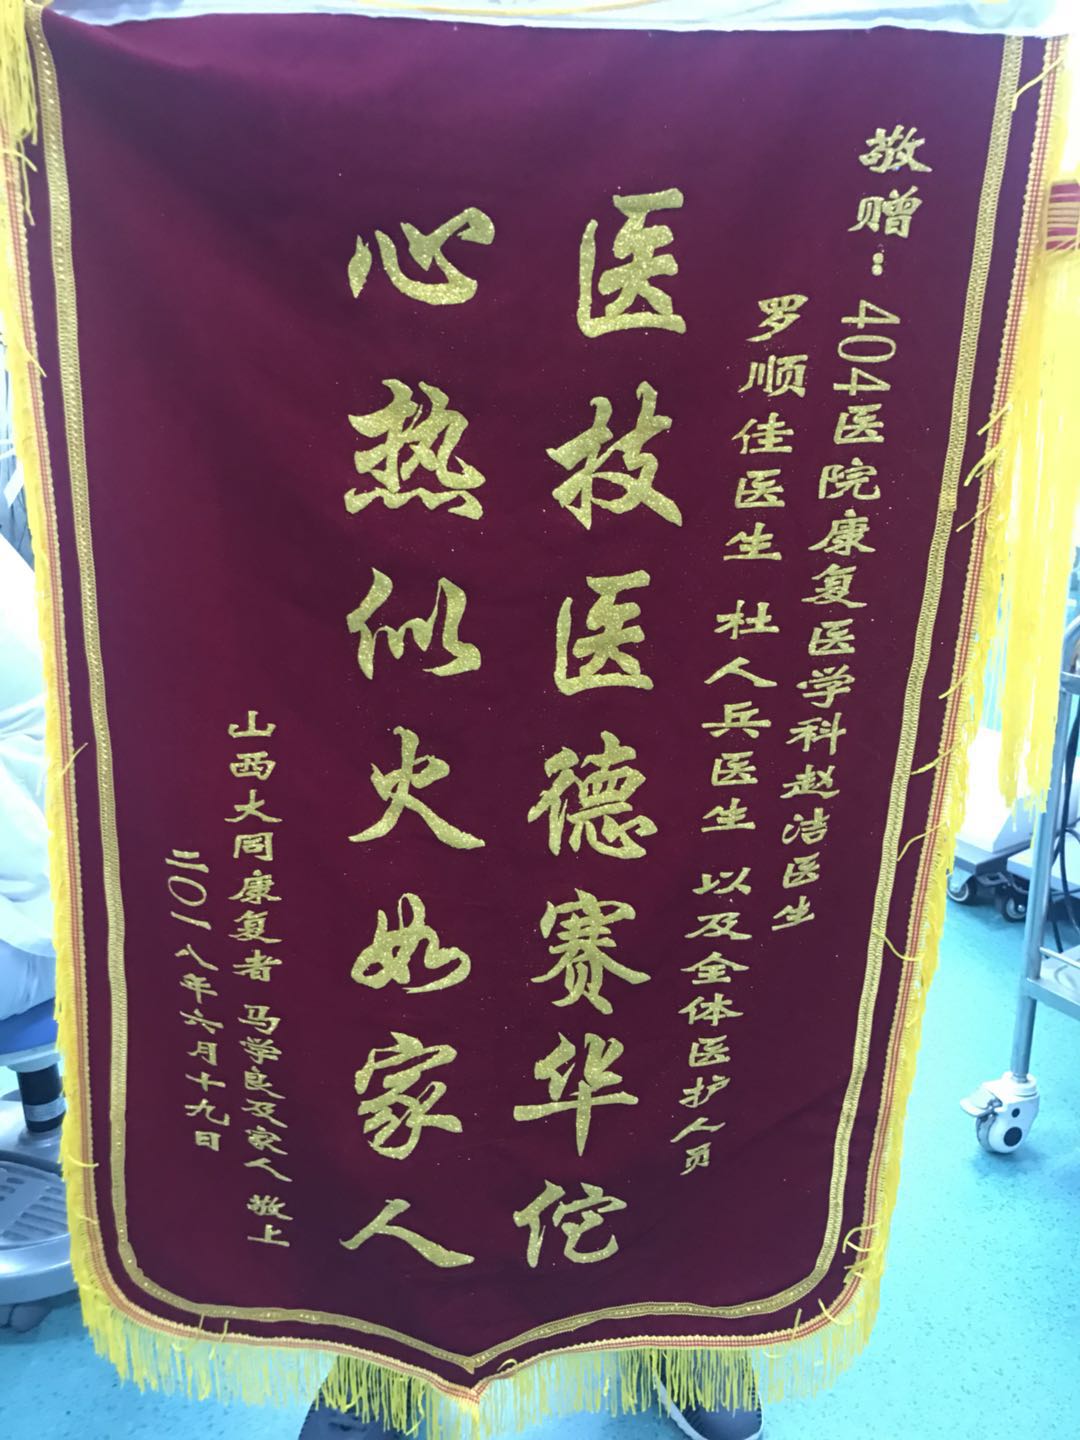 敬赠：404医院康复医学科赵洁医生
罗顺佳医生 杜人兵医生 以及全体医护人员
医技医德赛华佗
心热似火如家人
山西大同康复者 马学良及家人 敬上
二〇一八年六月十九日